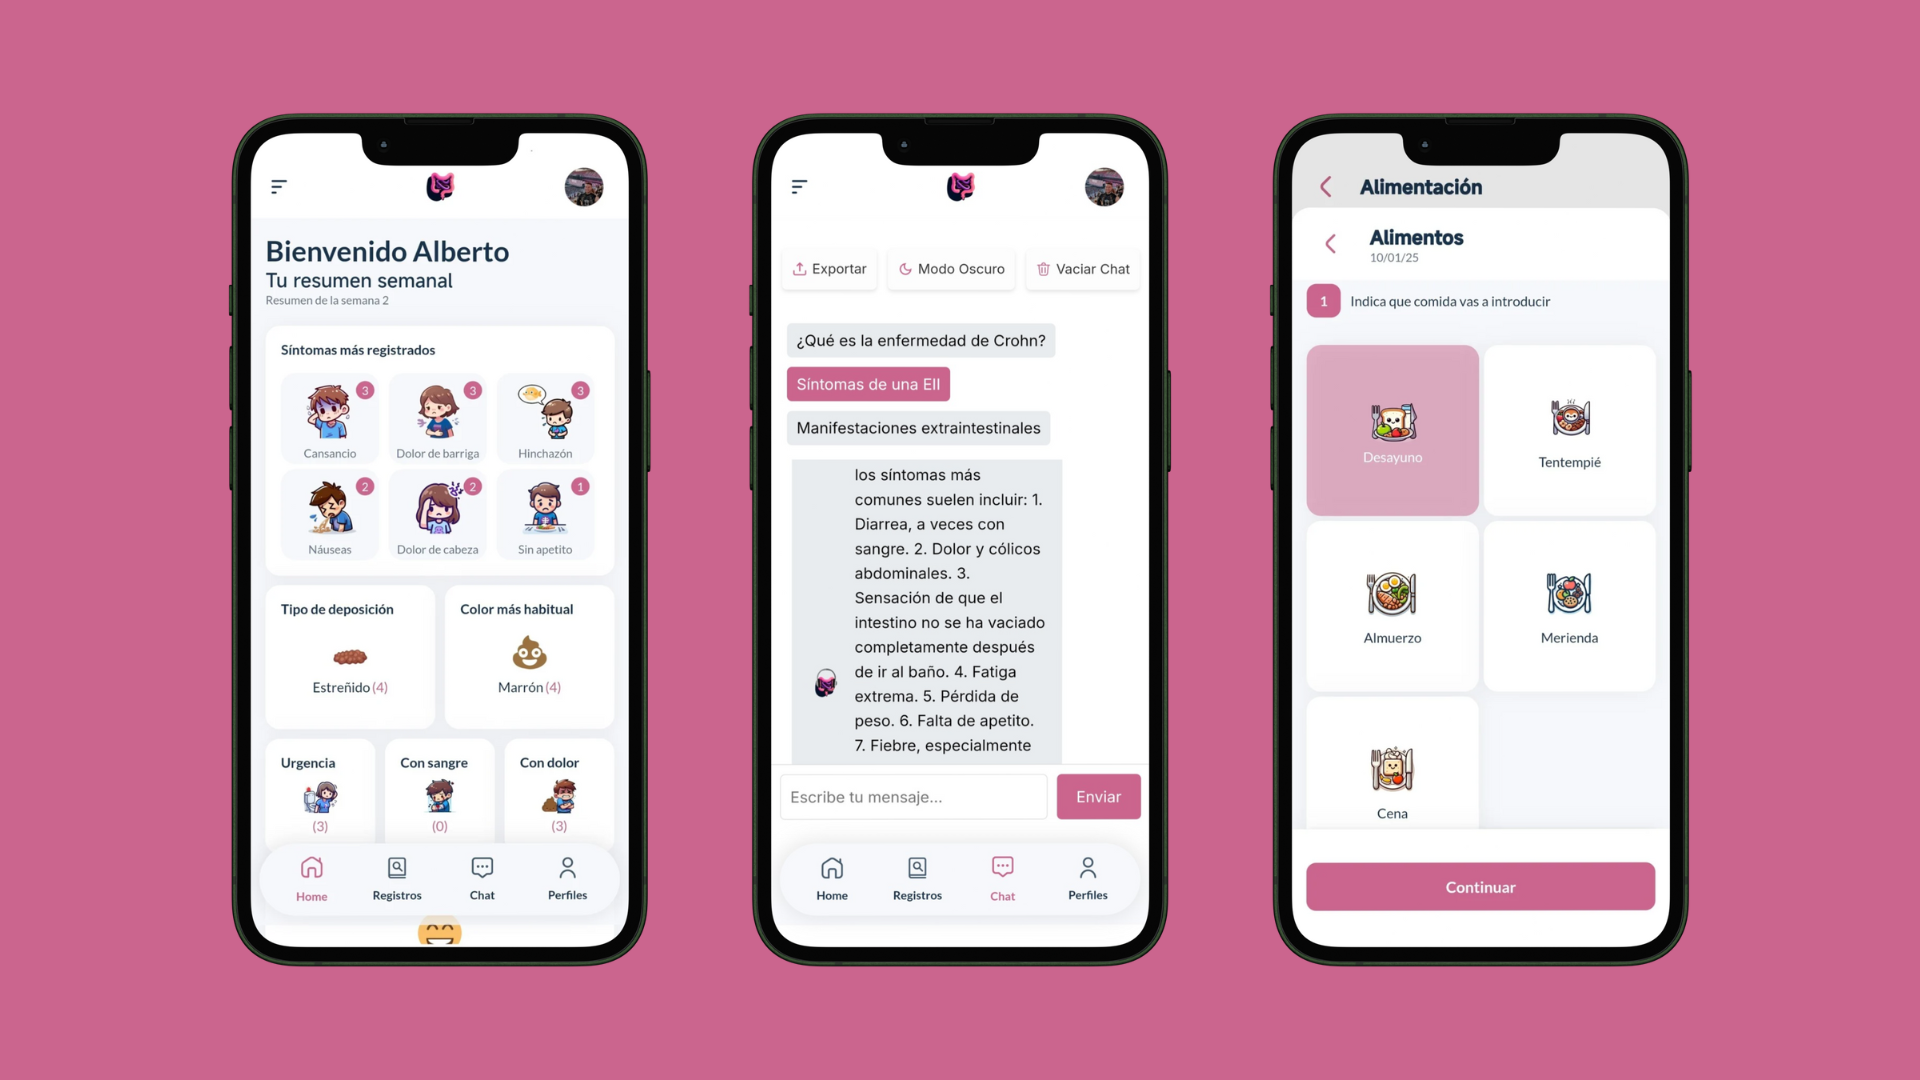 Bienvenido Alberto
Tu resumen semanal
Resumen de la semana 2
Síntomas más registrados
3
3
3
Cansancio
Dolor de barriga
Hinchazón
2
2
1
Náuseas
Dolor de cabeza
Sin apetito
Tipo de deposición
Estreñido (4)
Color más habitual
Marrón (4)
Urgencia
(3)
Con sangre
(0)
Con dolor
(3)
Home
Registros
Chat
Perfiles
Exportar
Modo Oscuro
Vaciar Chat
¿Qué es la enfermedad de Crohn?
Síntomas de una EII
Manifestaciones extraintestinales
los síntomas más
comunes suelen incluir: 1.
Diarrea, a veces con
sangre. 2. Dolor y cólicos
abdominales. 3.
Sensación de que el
intestino no se ha vaciado
completamente después
de ir al baño. 4. Fatiga
extrema. 5. Pérdida de
peso. 6. Falta de apetito.
7. Fiebre, especialmente
Escribe tu mensaje...
Enviar
Home
Registros
Chat
Perfiles
Alimentación
Alimentos
10/01/25
1
Indica que comida vas a introducir
Desayuno
Tentempié
Almuerzo
Merienda
Cena
Continuar